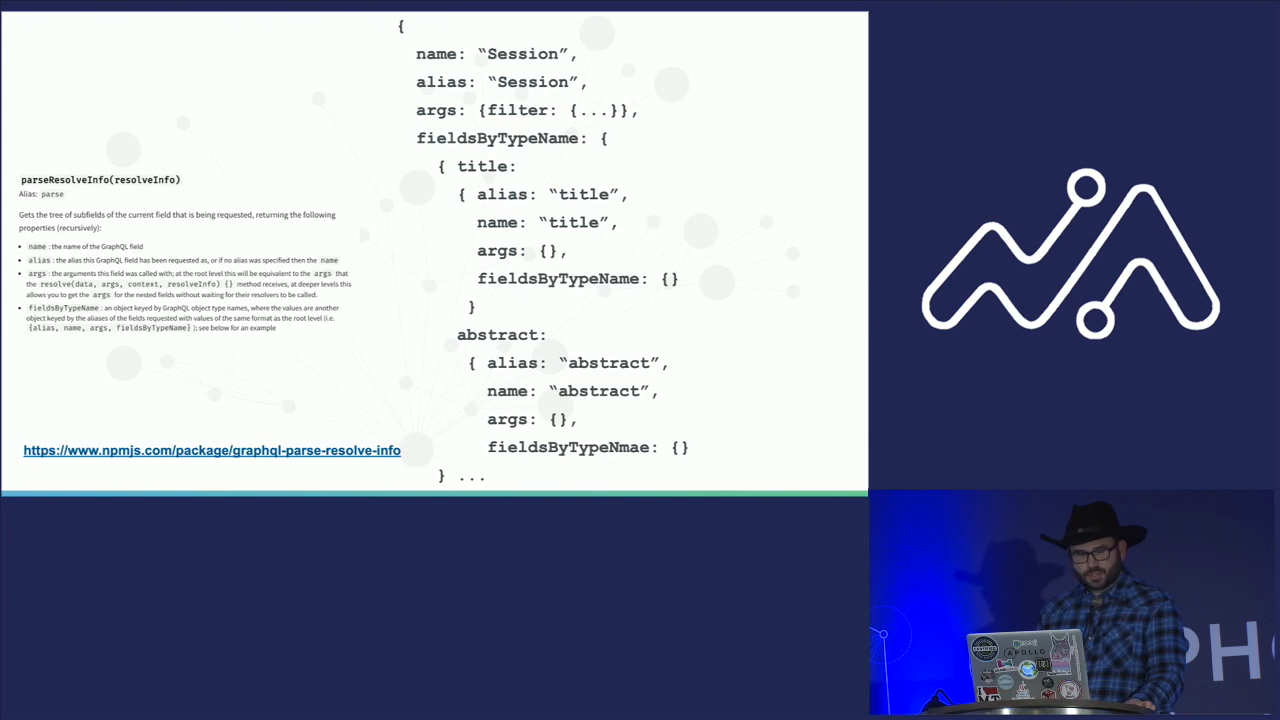 parseResolveInfo(resolveInfo)
Alias: parse
Gets the tree of subfields of the current field that is being requested, returning the following
properties (recursively):
name : the name of the GraphQL field
alias : the alias this GraphQL field has been requested as, or if no alias was specified then the name
args : the arguments this field was called with; at the root level this will be equivalent to the args that
the resolve(data, args, context, resolveInfo) {} method receives, at deeper levels this
allows you to get the args for the nested fields without waiting for their resolvers to be called.
fieldsByTypeName : an object keyed by GraphQL object type names, where the values are another
object keyed by the aliases of the fields requested with values of the same format as the root level (i.e.
{alias, name, args, fieldsByTypeName} ); see below for an example
https://www.npmjs.com/package/graphql-parse-resolve-info
{
name: “Session”,
alias: “Session”,
args: {filter: {...}},
fieldsByTypeName: {
{ title:
{ alias: “title”,
name: “title”,
args: {},
fieldsByTypeName: {}
}
abstract:
{ alias: “abstract”,
name: “abstract”,
args: {},
fieldsByTypeNmae: {}
} ...
APOLLO
PH